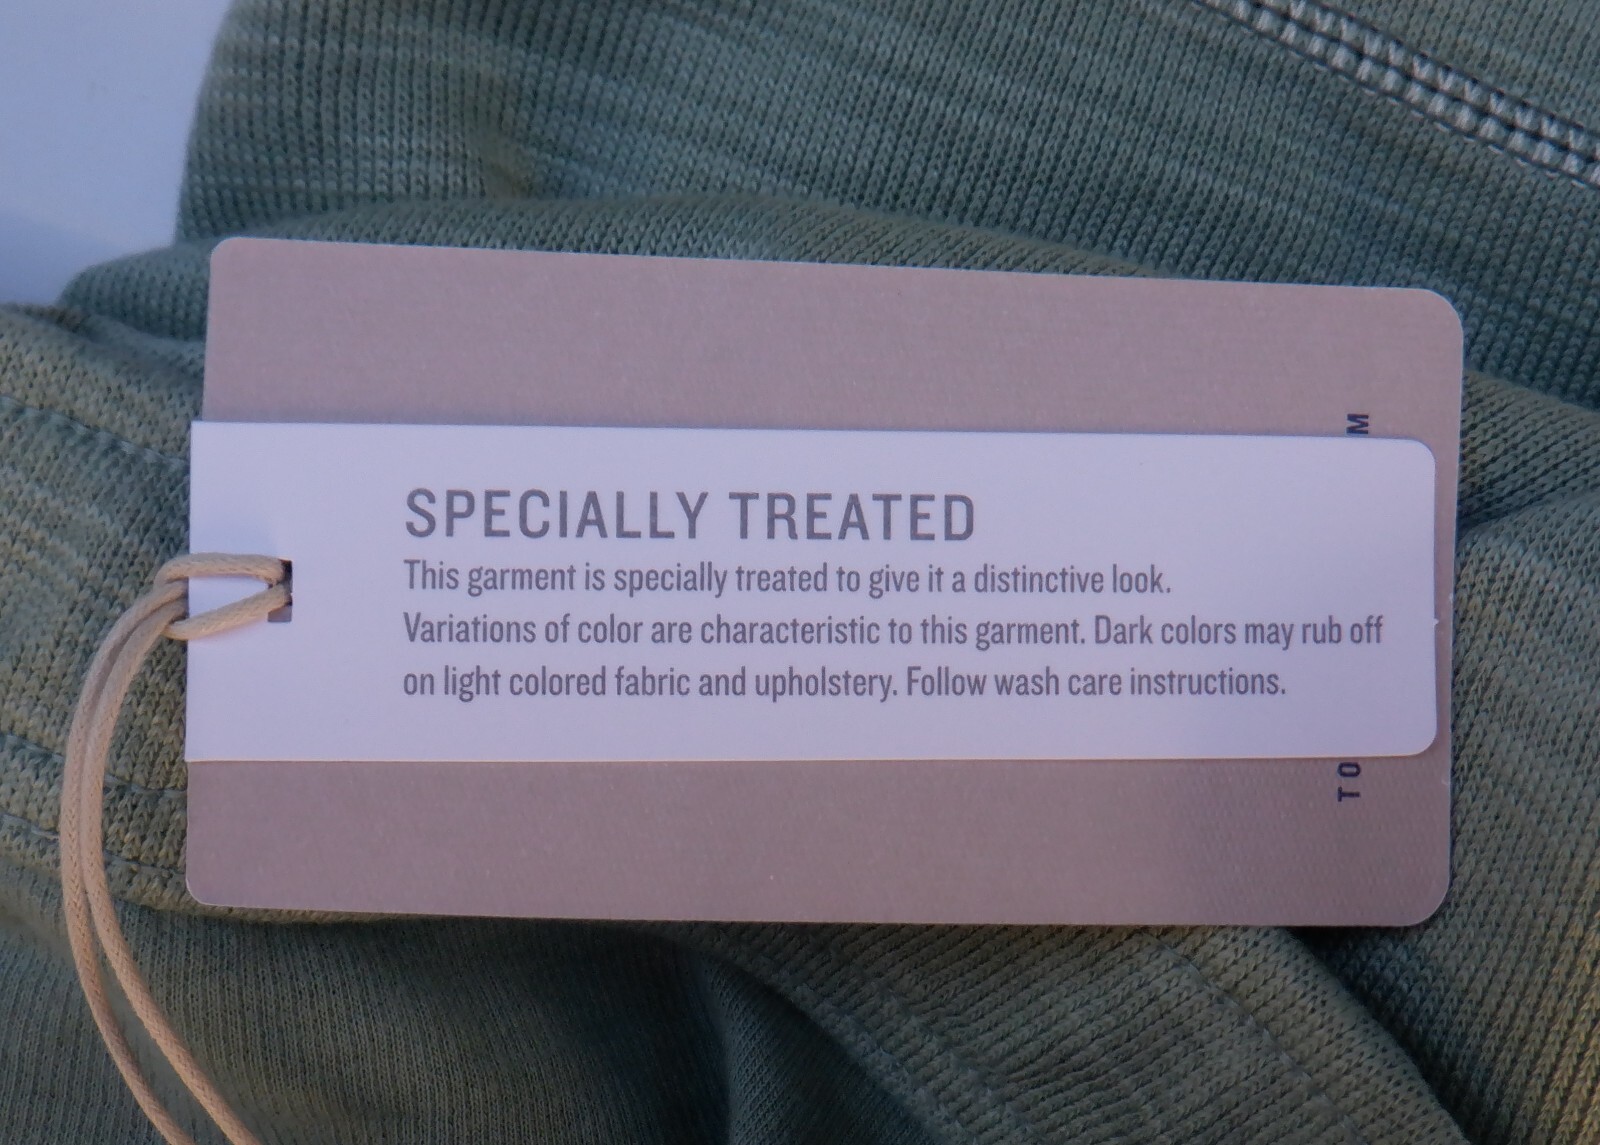 SPECIALLY TREATED
This garment is specially treated to give it a distinctive look.
Variations of color are characteristic to this garment. Dark colors may rub off
on light colored fabric and upholstery. Follow wash care instructions.